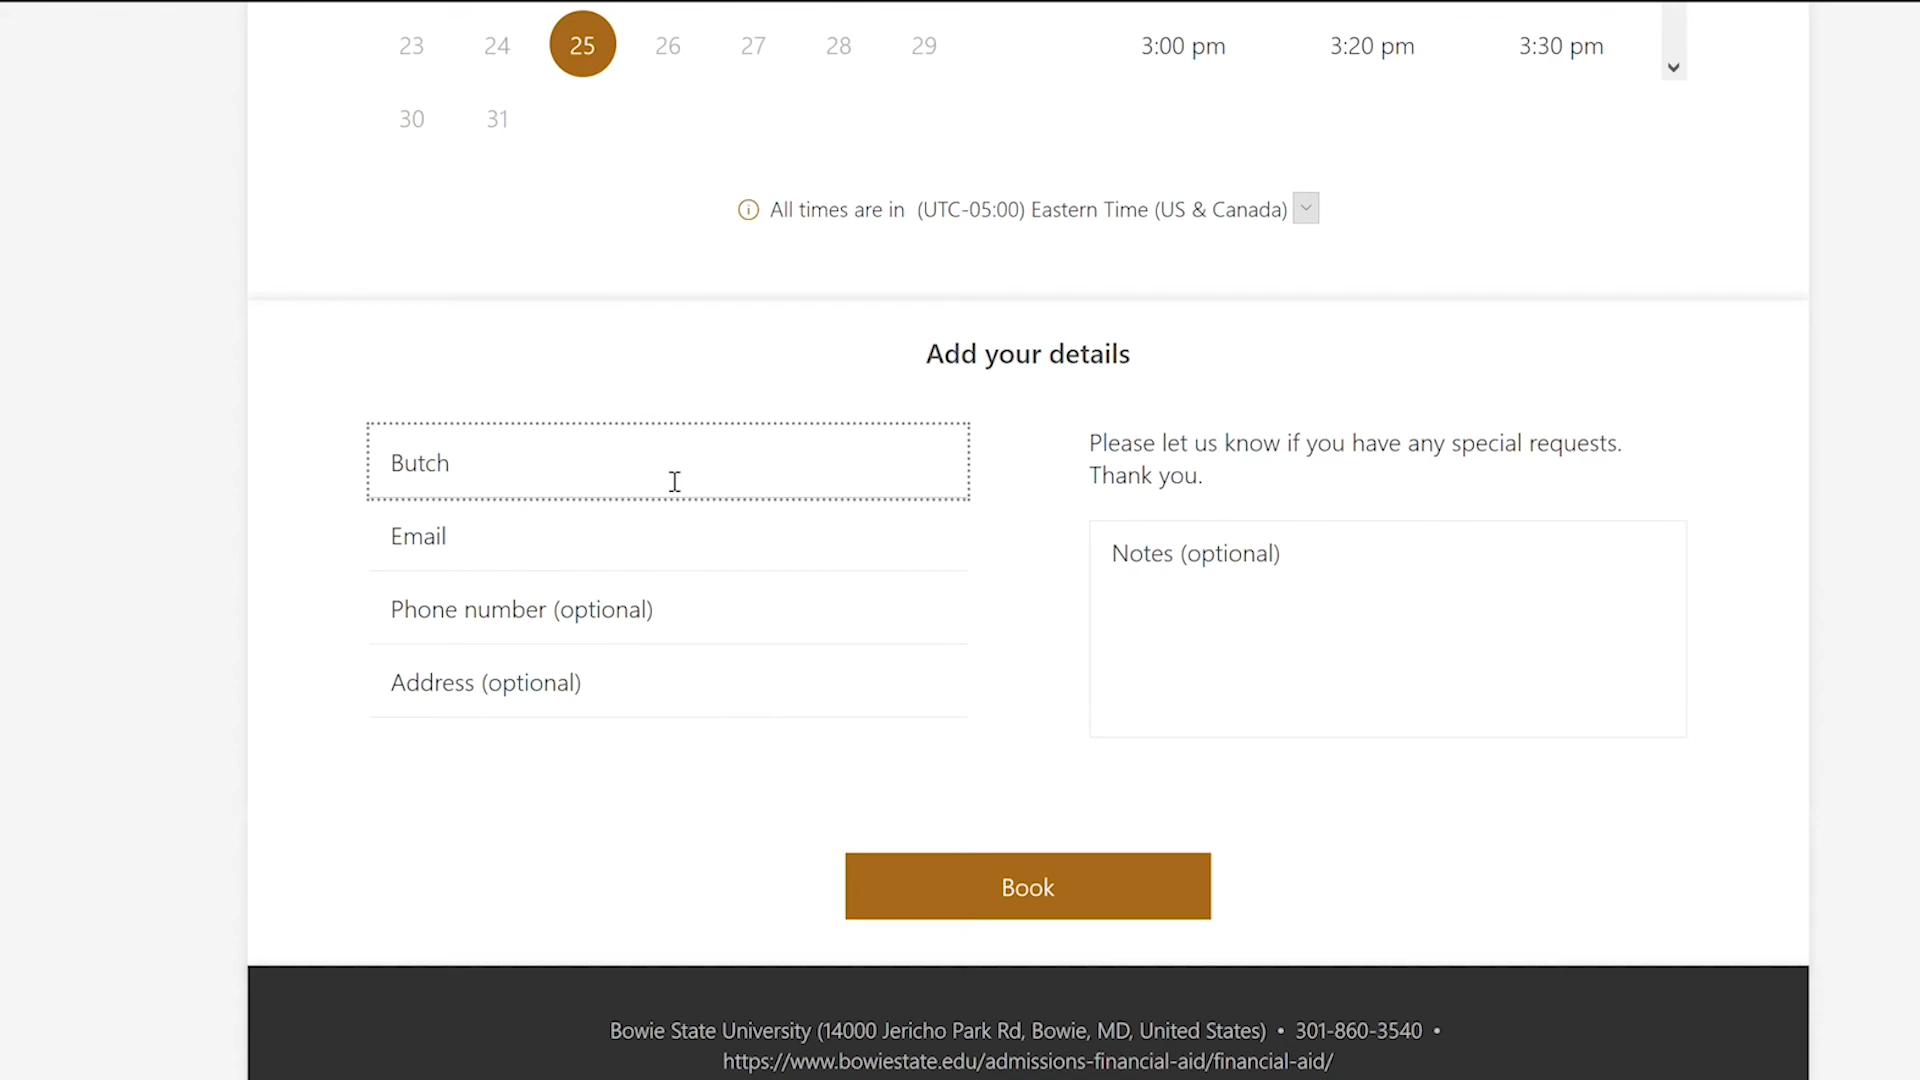 23 24 25 26 27 28 29 3:00 pm 3:20 pm 3:30 pm
30 31
All times are in (UTC-05:00) Eastern Time (US & Canada)
Add your details
Butch
Email
Phone number (optional)
Address (optional)
Please let us know if you have any special requests.
Thank you.
Notes (optional)
Book
Bowie State University (14000 Jericho Park Rd, Bowie, MD, United States) • 301-860-3540 •
https://www.bowiestate.edu/admissions-financial-aid/financial-aid/